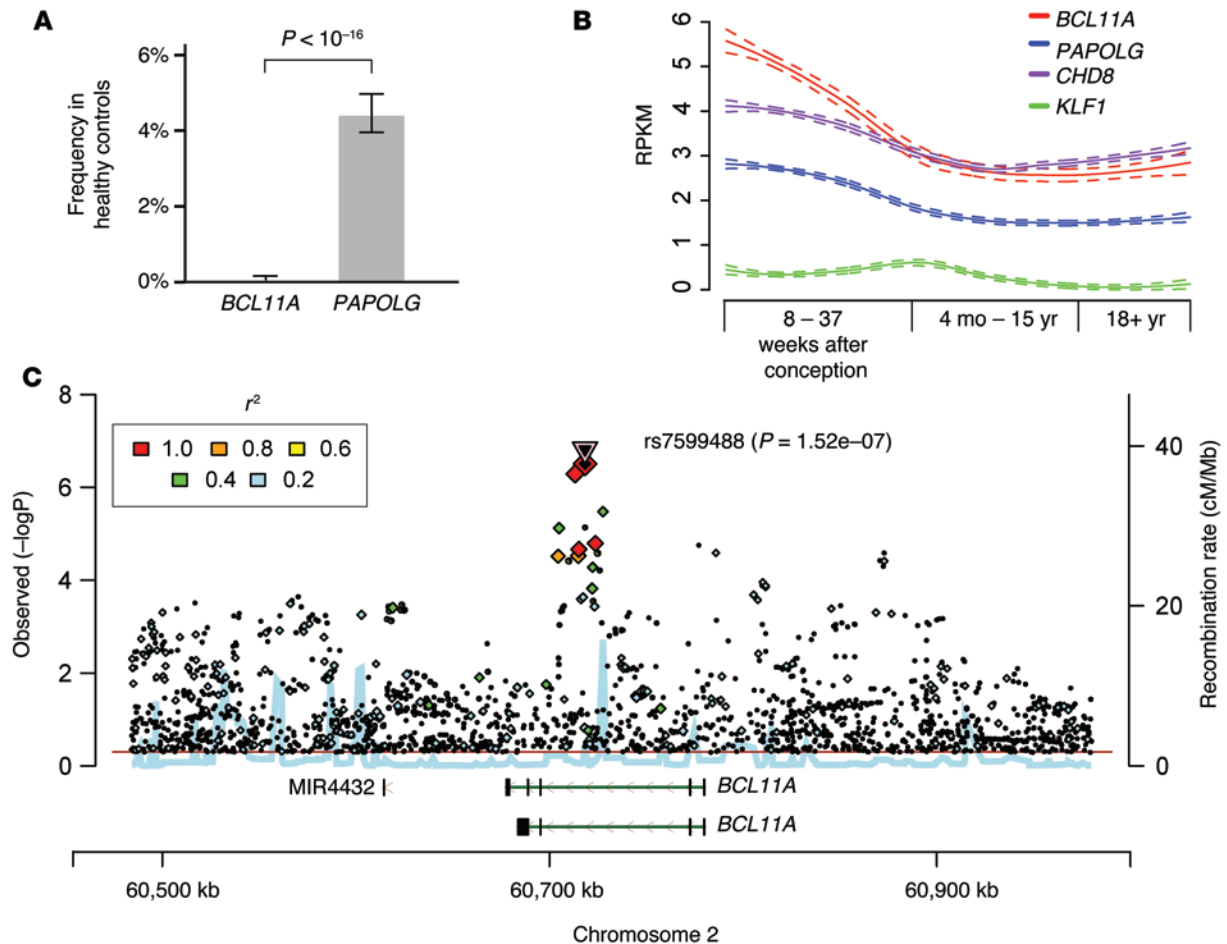 A
P < 10⁻¹⁶
6%
4%
2%
0%
Frequency in
healthy controls
BCL11A
PAPOLG
B
6
5
4
3
2
1
0
RPKM
BCL11A
PAPOLG
CHD8
KLF1
8 – 37
weeks after
conception
4 mo – 15 yr
18+ yr
C
8
6
4
2
0
Observed (–logP)
r²
1.0 0.8 0.6
0.4 0.2
rs7599488 (P = 1.52e–07)
40
20
0
Recombination rate (cM/Mb)
MIR4432
BCL11A
BCL11A
60,500 kb 60,700 kb 60,900 kb
Chromosome 2